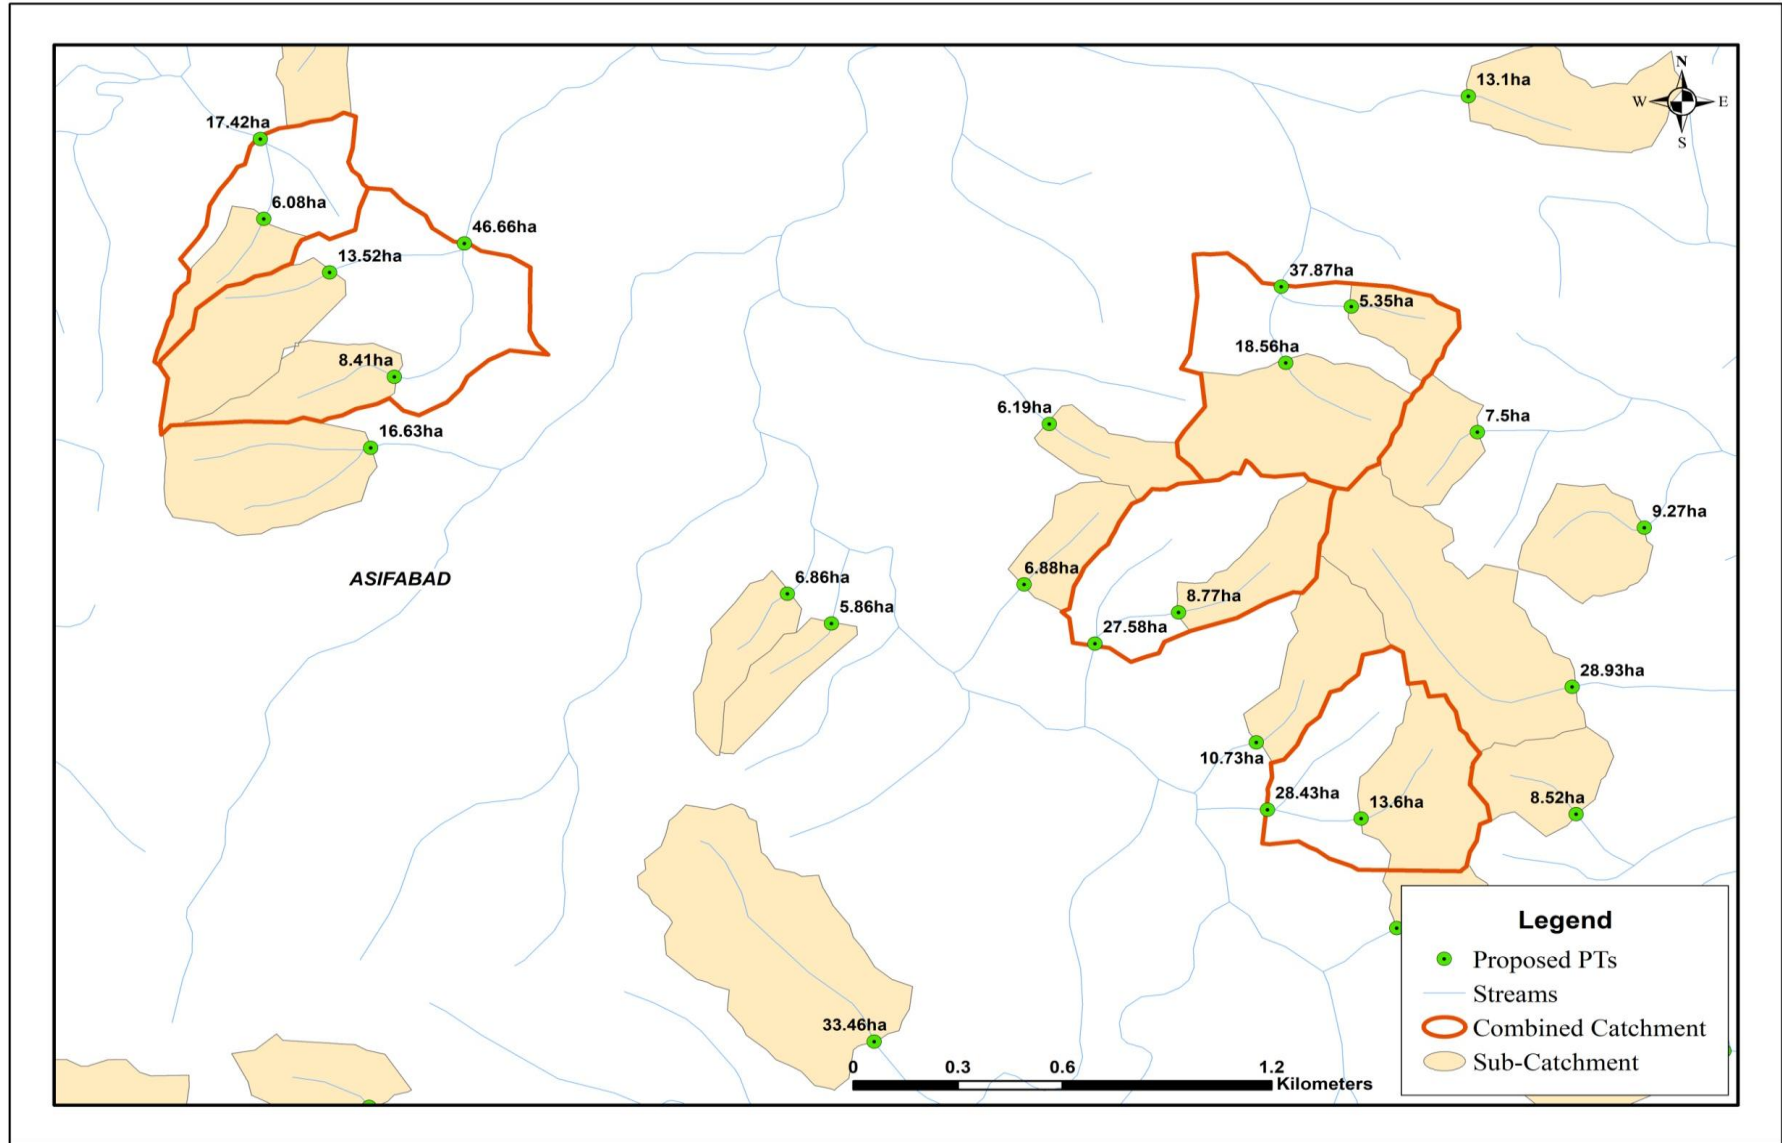 13.1ha
N
W
E
S
17.42ha
6.08ha
46.66ha
13.52ha
37.87ha
5.35ha
18.56ha
8.41ha
6.19ha
7.5ha
16.63ha
9.27ha
ASIFABAD
6.86ha
5.86ha
6.88ha
8.77ha
27.58ha
28.93ha
10.73ha
28.43ha
13.6ha
8.52ha
33.46ha
0 0.3 0.6 1.2
Kilometers
Legend
Proposed PTs
Streams
Combined Catchment
Sub-Catchment